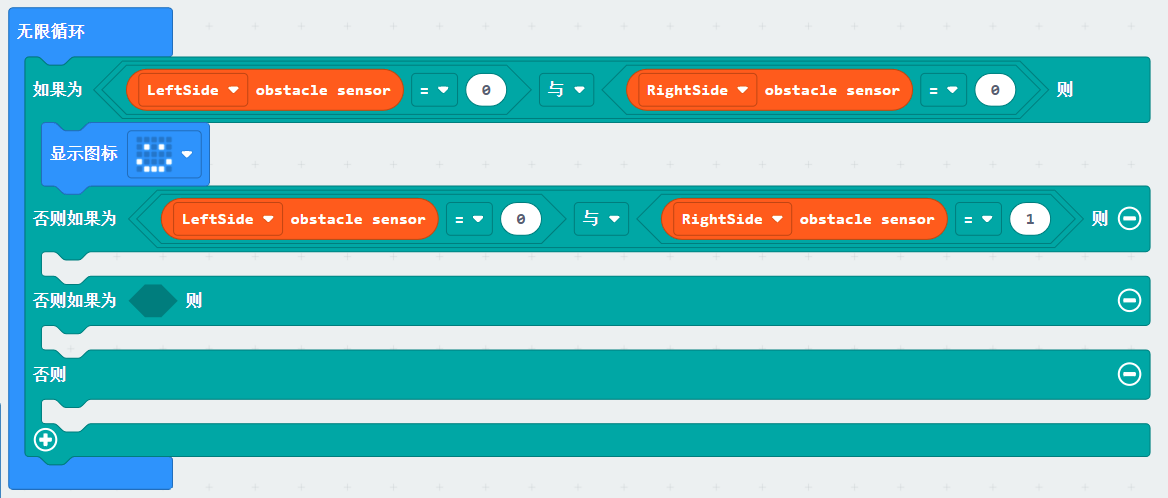 无限循环
如果为 LeftSide obstacle sensor = 0 与 RightSide obstacle sensor = 0 则
显示图标
否则如果为 LeftSide obstacle sensor = 0 与 RightSide obstacle sensor = 1 则
否则如果为 则
否则